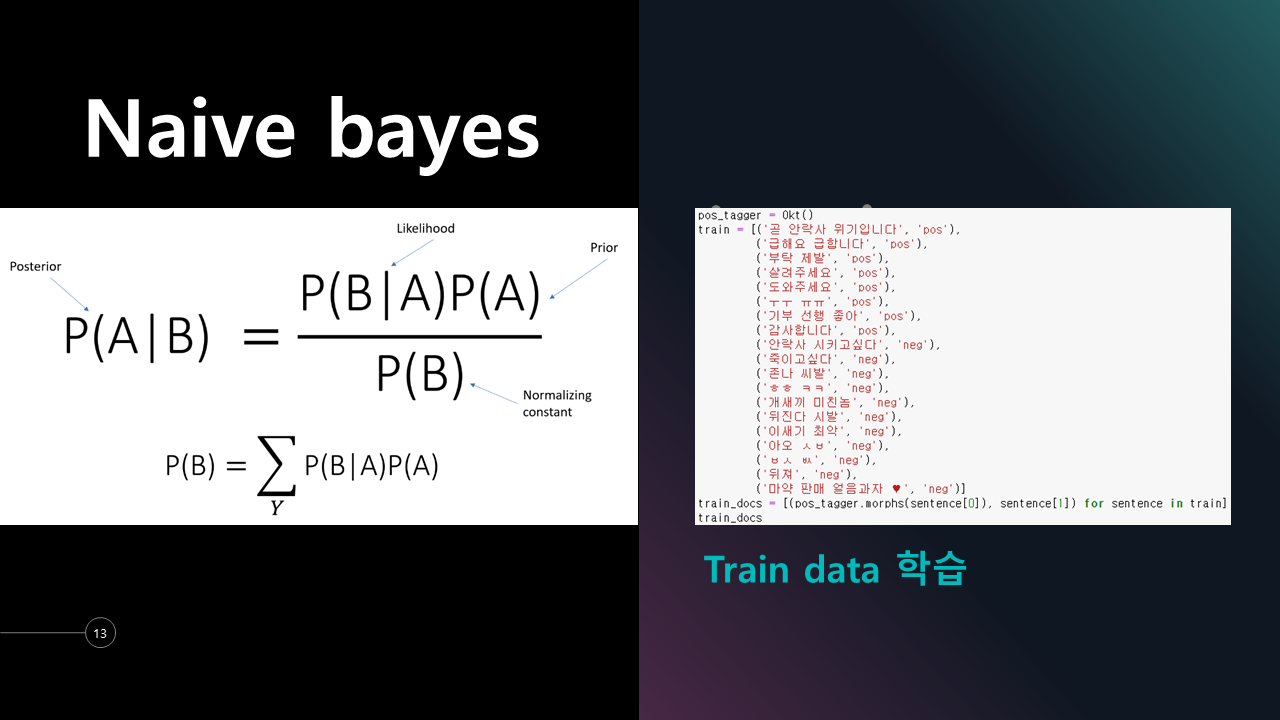 Naive bayes
Likelihood
Prior
Posterior
P(A|B) = P(B|A)P(A)
P(B)
Normalizing
constant
P(B) = ∑ P(B|A)P(A)
Y
13
pos_tagger = Okt()
train = [('곧 안락사 위기입니다', 'pos'),
('급해요 급합니다', 'pos'),
('부탁 제발', 'pos'),
('살려주세요', 'pos'),
('도와주세요', 'pos'),
('ㅜㅜ ㅠㅠ', 'pos'),
('기부 선행 좋아', 'pos'),
('감사합니다', 'pos'),
('안락사 시키고싶다', 'neg'),
('죽이고싶다', 'neg'),
('존나 씨발', 'neg'),
('ㅎㅎ ㅋㅋ', 'neg'),
('개새끼 미친놈', 'neg'),
('뒤진다 시발', 'neg'),
('이새기 최악', 'neg'),
('아오 ㅅㅂ', 'neg'),
('ㅂㅅ ㅄ', 'neg'),
('뒤져', 'neg'),
('마약 판매 얼음과자 ♥', 'neg')]
train_docs = [(pos_tagger.morphs(sentence[0]), sentence[1]) for sentence in train]
train_docs
Train data 학습